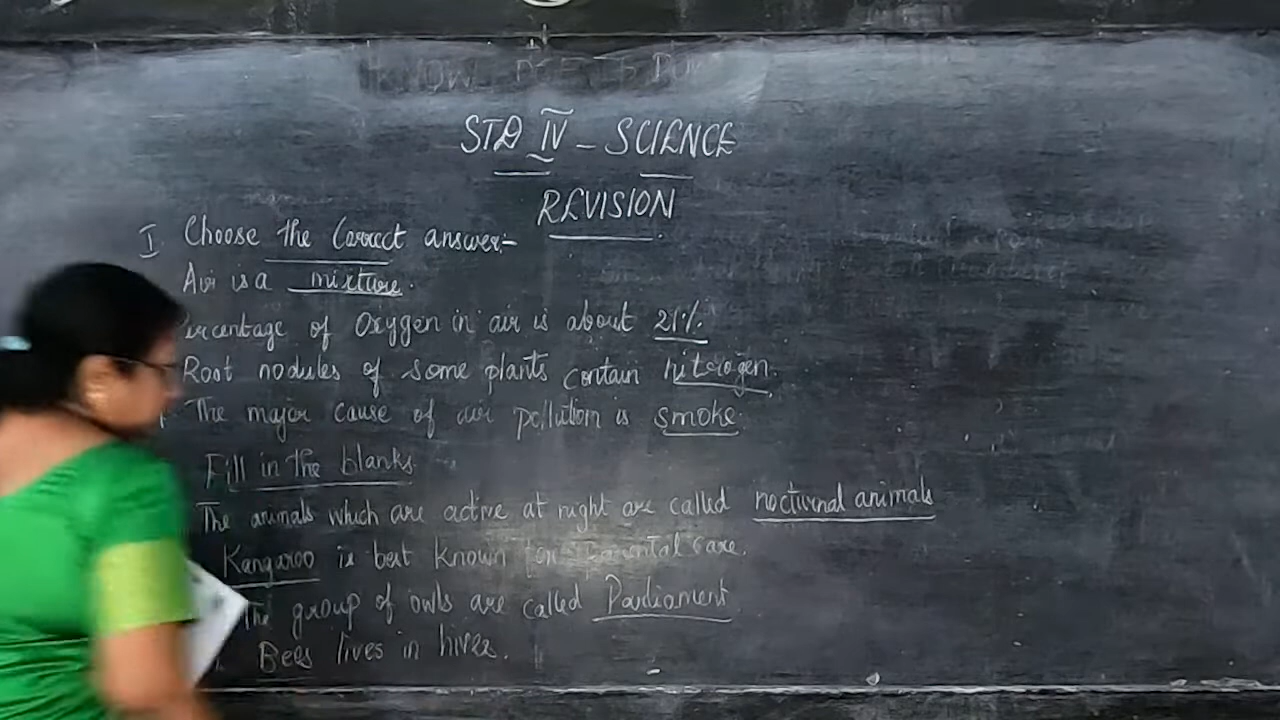 STD IV - SCIENCE
REVISION
I Choose the Correct answer:-
Air is a mixture.
ercentage of Oxygen in air is about 21%.
Root nodules of some plants contain nitrogen.
The major cause of air pollution is smoke.
Fill in the blanks.
The animals which are active at night are called nocturnal animals
Kangaroo is best known for parental care.
The group of owls are called Parliament
Bees lives in hives.